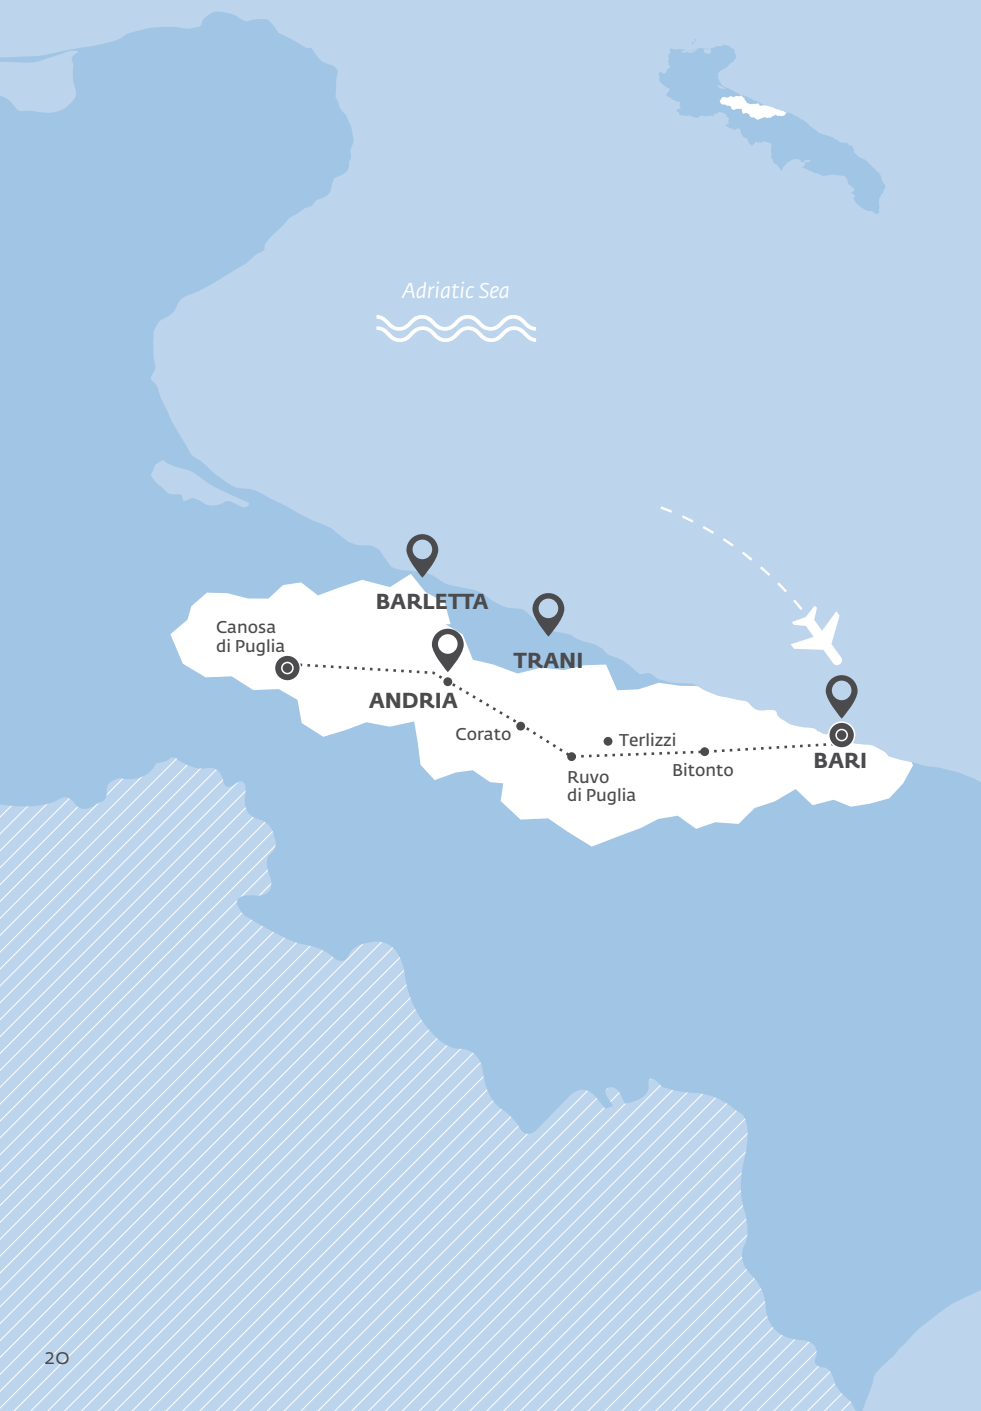 Adriatic Sea
BARLETTA
Canosa
di Puglia
TRANI
ANDRIA
Corato
Terlizzi
BARI
Bitonto
Ruvo
di Puglia
20